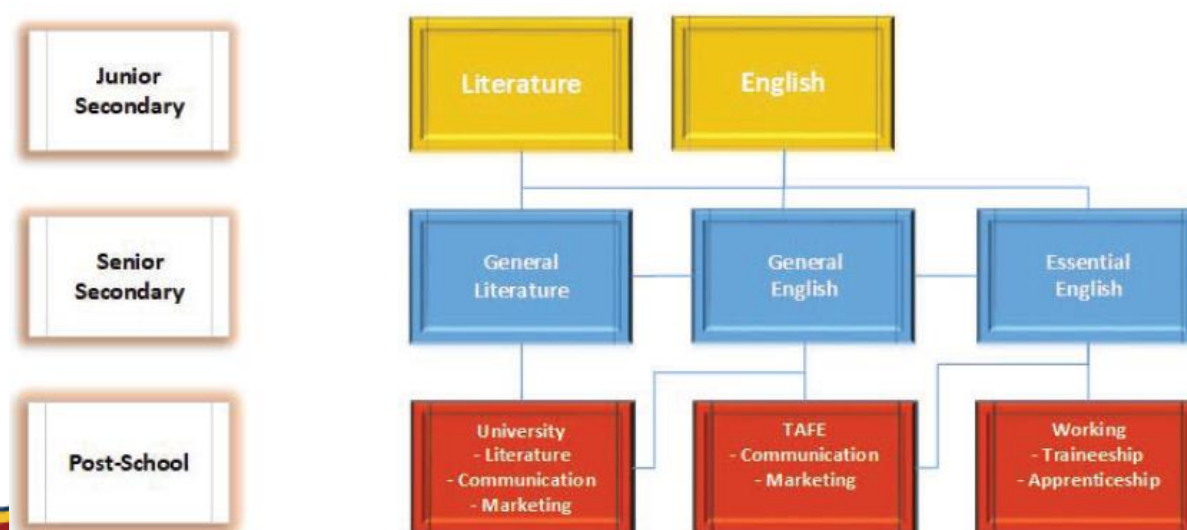 Junior
Secondary
Literature
English
Senior
Secondary
General
Literature
General
English
Essential
English
Post-School
University
- Literature
- Communication
- Marketing
TAFE
- Communication
- Marketing
Working
- Traineeship
- Apprenticeship